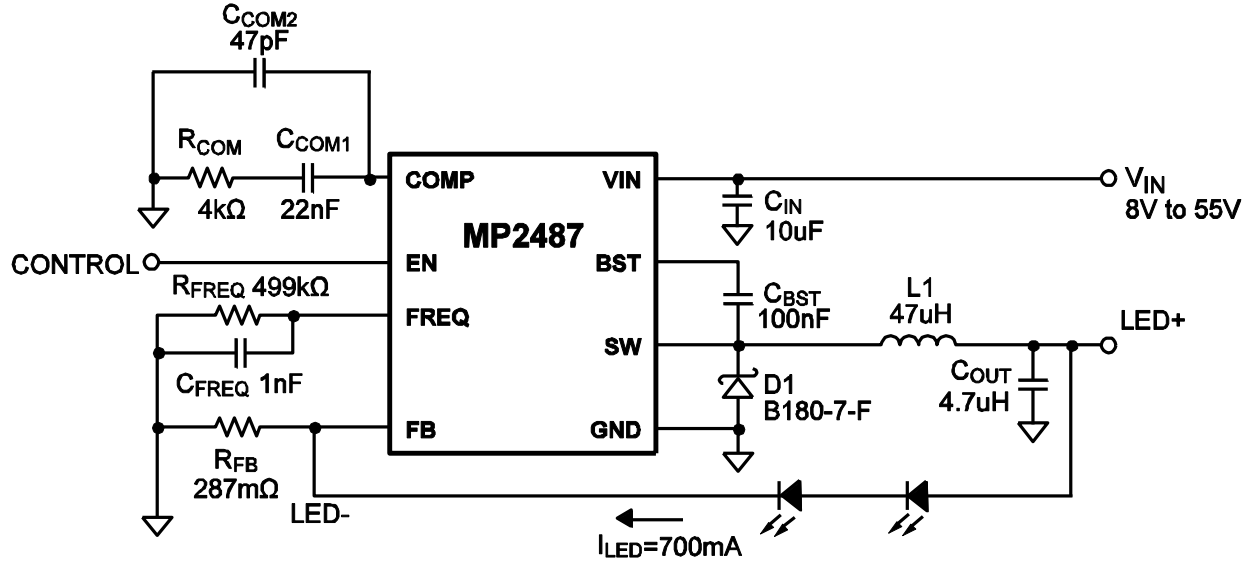 CCOM2
47pF
RCOM
CCOM1
4kΩ
22nF
COMP
VIN
MP2487
CIN
10uF
VIN
8V to 55V
CONTROL
EN
BST
RFREQ 499kΩ
FREQ
CBST
100nF
L1
47uH
LED+
SW
CFREQ 1nF
D1
B180-7-F
COUT
4.7uH
FB
GND
RFB
287mΩ
LED-
ILED=700mA